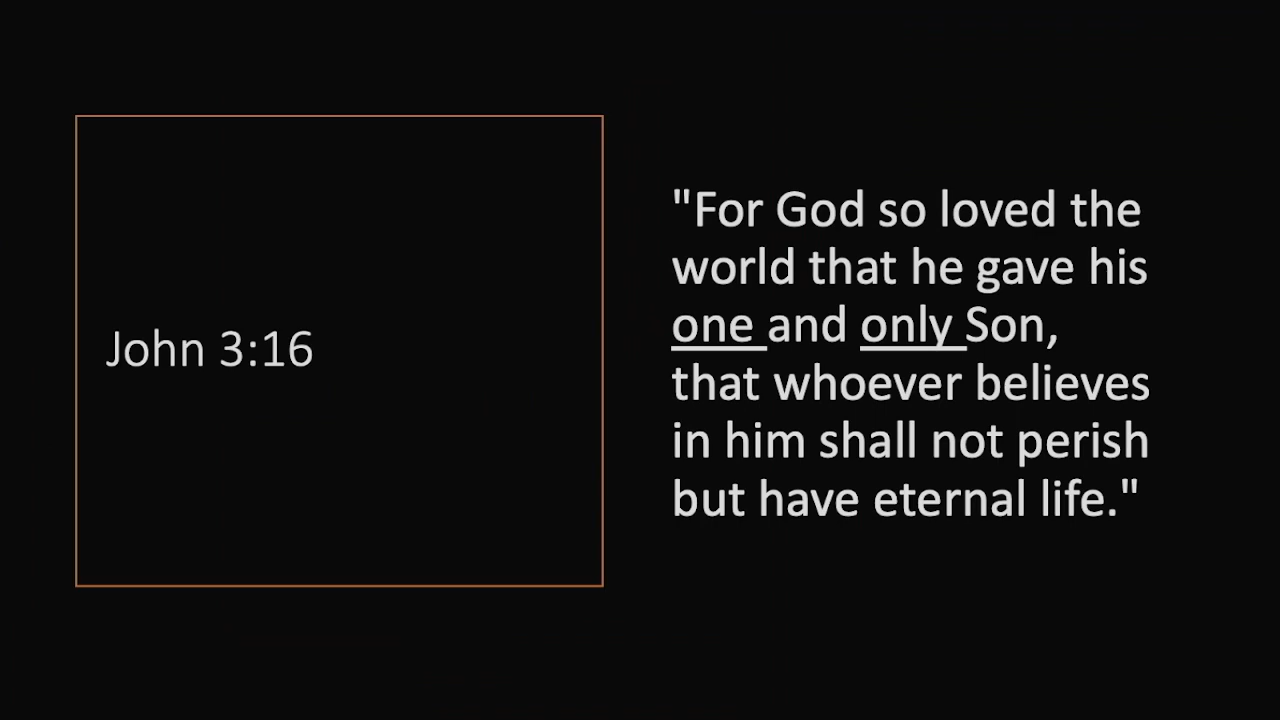 John 3:16
"For God so loved the
world that he gave his
one and only Son,
that whoever believes
in him shall not perish
but have eternal life."